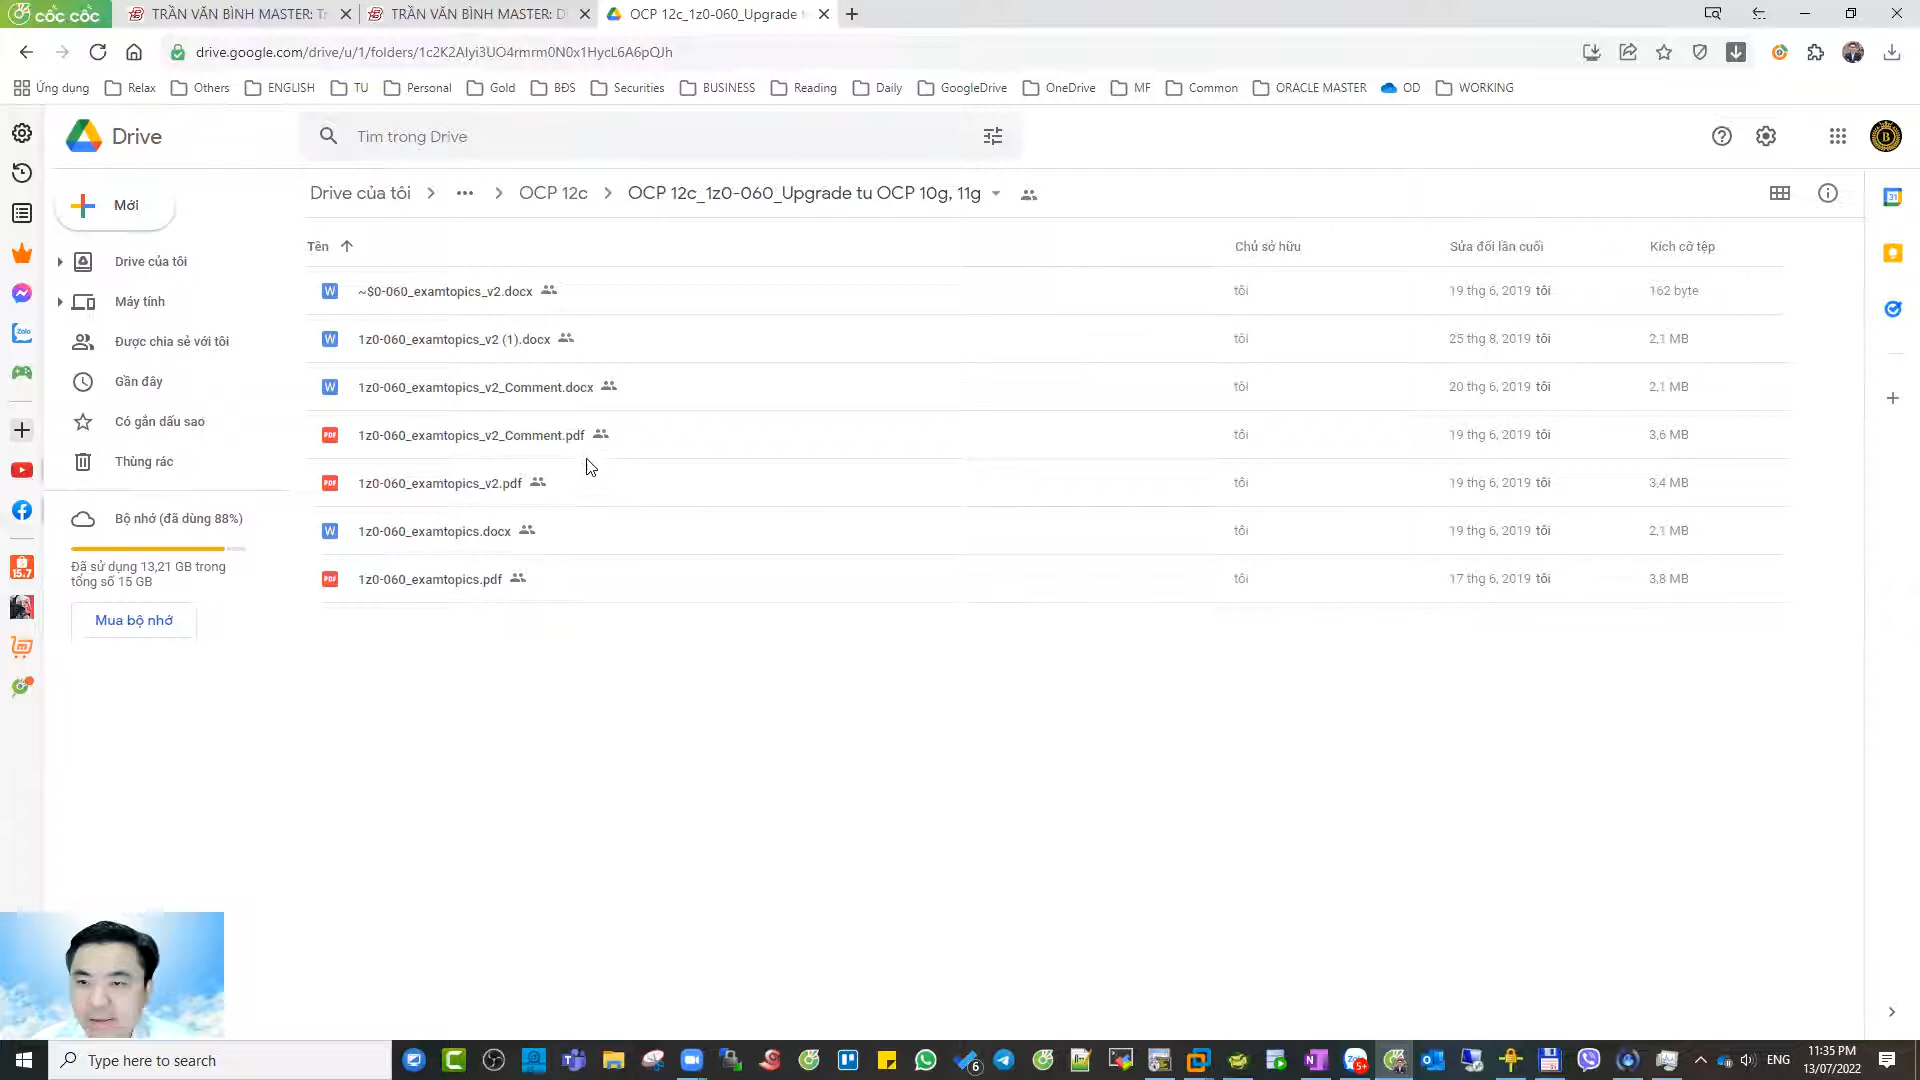 cốc cốc
TRẦN VĂN BÌNH MASTER: Tr
TRẦN VĂN BÌNH MASTER: D
OCP 12c_1z0-060_Upgrade
drive.google.com/drive/u/1/folders/1c2K2AIyi3UO4rmrm0N0x1HycL6A6pQJh
Ứng dụng
Relax
Others
ENGLISH
TU
Personal
Gold
BĐS
Securities
BUSINESS
Reading
Daily
GoogleDrive
OneDrive
MF
Common
ORACLE MASTER
OD
WORKING
Drive
Tìm trong Drive
Mới
Drive của tôi
Máy tính
Được chia sẻ với tôi
Gần đây
Có gắn dấu sao
Thùng rác
Bộ nhớ (đã dùng 88%)
Đã sử dụng 13,21 GB trong
tổng số 15 GB
Mua bộ nhớ
Drive của tôi > ... > OCP 12c > OCP 12c_1z0-060_Upgrade tu OCP 10g, 11g
Tên Chủ sở hữu Sửa đổi lần cuối Kích cỡ tệp
~$0-060_examtopics_v2.docx tôi 19 thg 6, 2019 tôi 162 byte
1z0-060_examtopics_v2 (1).docx tôi 25 thg 8, 2019 tôi 2,1 MB
1z0-060_examtopics_v2_Comment.docx tôi 20 thg 6, 2019 tôi 2,1 MB
1z0-060_examtopics_v2_Comment.pdf tôi 19 thg 6, 2019 tôi 3,6 MB
1z0-060_examtopics_v2.pdf tôi 19 thg 6, 2019 tôi 3,4 MB
1z0-060_examtopics.docx tôi 19 thg 6, 2019 tôi 2,1 MB
1z0-060_examtopics.pdf tôi 17 thg 6, 2019 tôi 3,8 MB
Type here to search
ENG
11:35 PM
13/07/2022